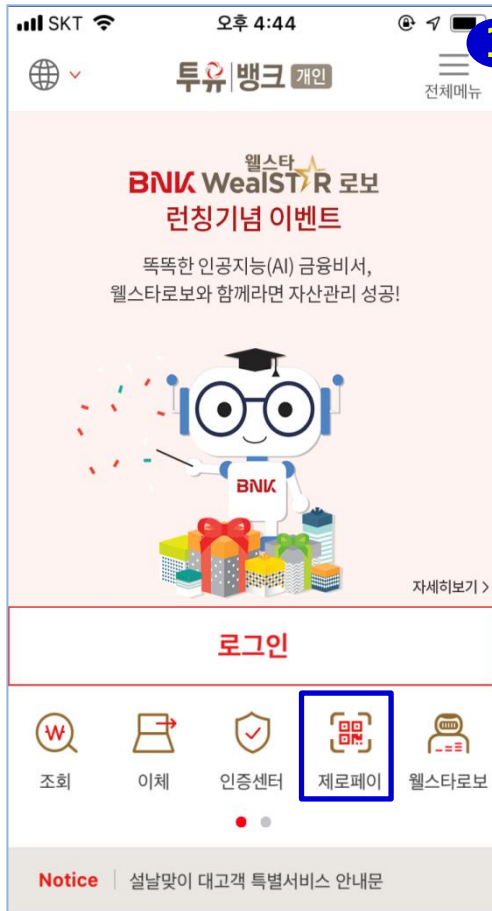 SKT 오후 4:44
투유|뱅크 개인
전체메뉴
웰스타
BNK WealSTAR 로보
런칭기념 이벤트
똑똑한 인공지능(AI) 금융비서,
웰스타로보와 함께라면 자산관리 성공!
BNK
자세히보기 >
로그인
조회 이체 인증센터 제로페이 웰스타로보
Notice 설날맞이 대고객 특별서비스 안내문